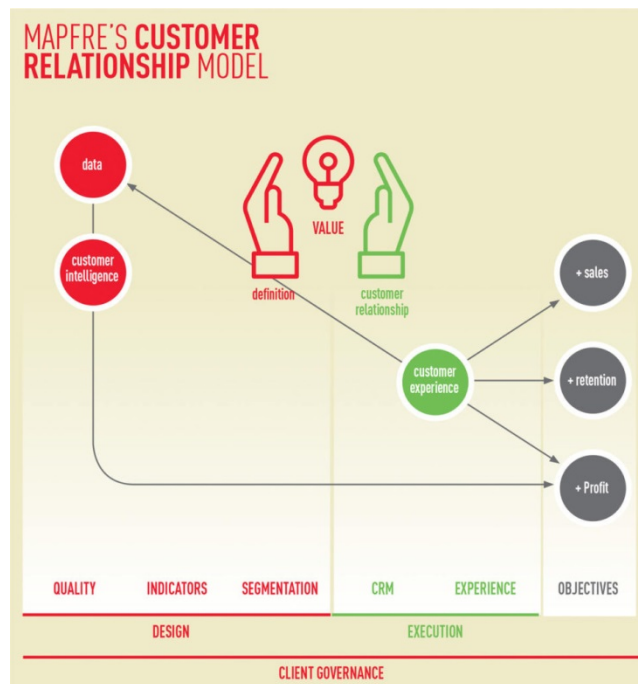 MAPFRE'S CUSTOMER
RELATIONSHIP MODEL
data
VALUE
customer
intelligence
definition
customer
relationship
+ sales
customer
experience
+ retention
+ Profit
QUALITY
INDICATORS
SEGMENTATION
CRM
EXPERIENCE
OBJECTIVES
DESIGN
EXECUTION
CLIENT GOVERNANCE